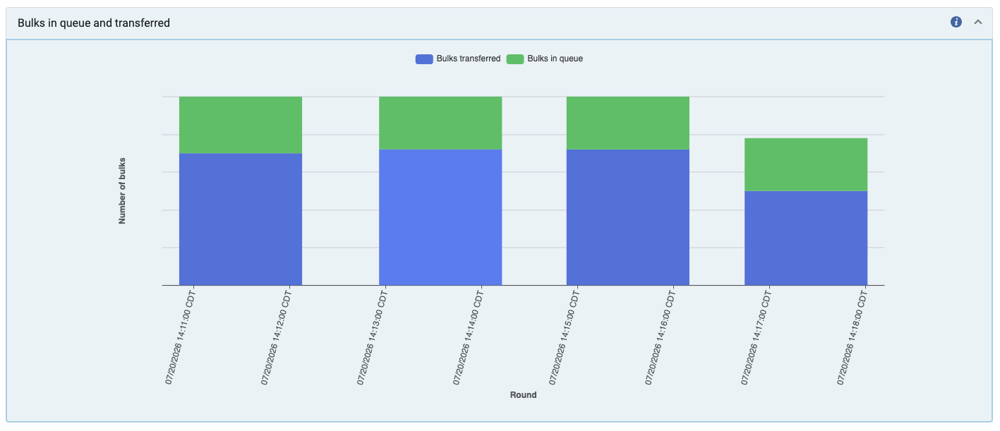 Bulks in queue and transferred
i
Bulks transferred
Bulks in queue
Number of bulks
07/20/2026 14:11:00 CDT
07/20/2026 14:12:00 CDT
07/20/2026 14:13:00 CDT
07/20/2026 14:14:00 CDT
07/20/2026 14:15:00 CDT
07/20/2026 14:16:00 CDT
07/20/2026 14:17:00 CDT
07/20/2026 14:18:00 CDT
Round